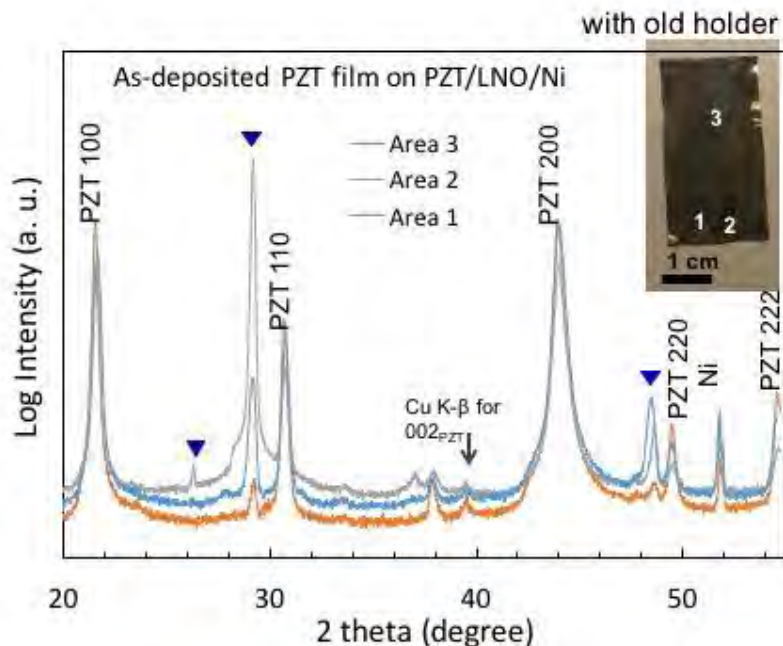 with old holder
As-deposited PZT film on PZT/LNO/Ni
PZT 100
PZT 110
Area 3
Area 2
Area 1
PZT 200
3
1 2
1 cm
Cu K-β for
002PZT
PZT 220
Ni
PZT 222
Log Intensity (a. u.)
20 30 40 50
2 theta (degree)